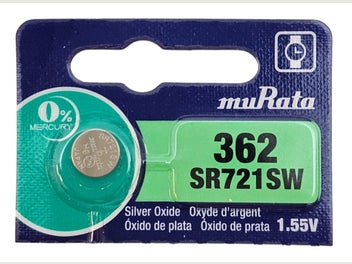 muRata
0%
MERCURY
362
SR721SW
Silver Oxide Oxyde d'argent
Óxido de plata Óxido de prata 1.55V